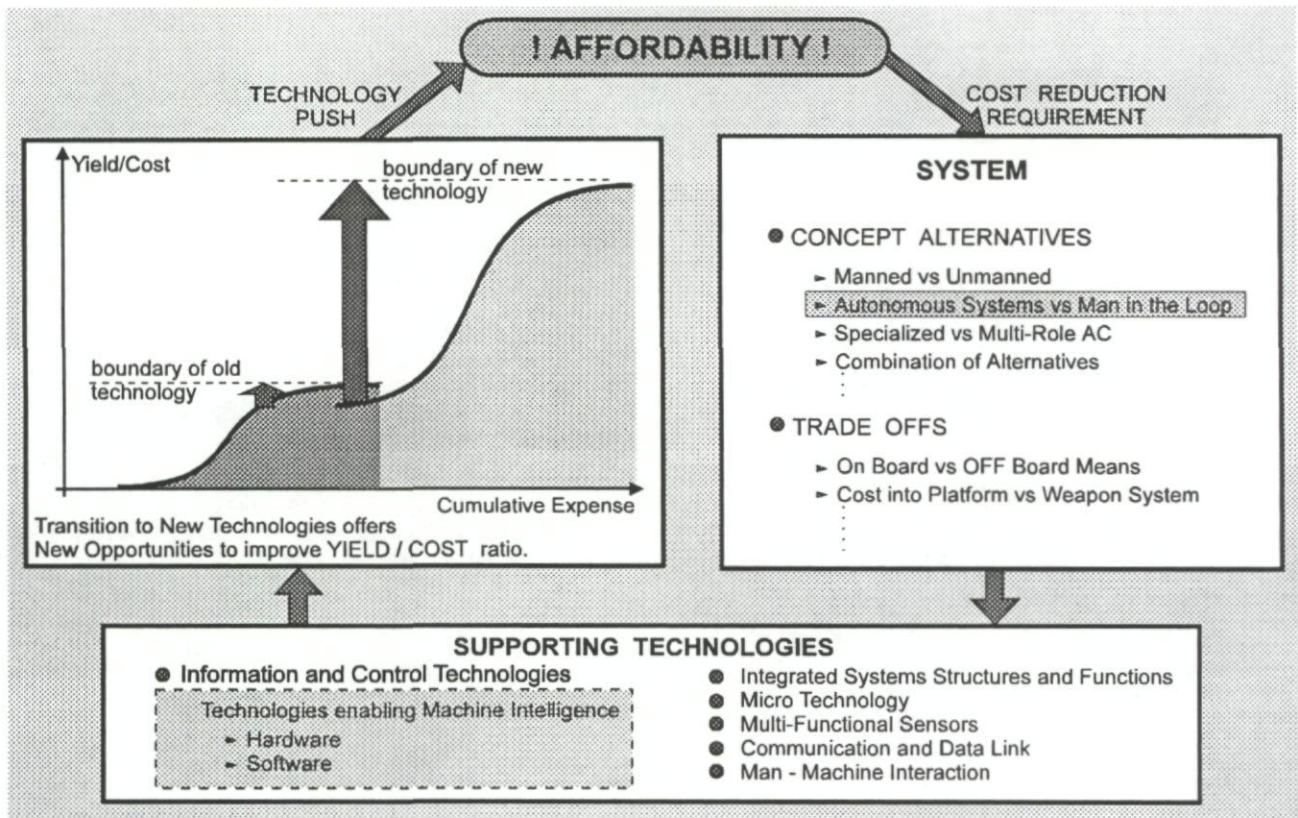 ! AFFORDABILITY !
TECHNOLOGY
PUSH
COST REDUCTION
REQUIREMENT
Yield/Cost
boundary of new
technology
boundary of old
technology
Cumulative Expense
Transition to New Technologies offers
New Opportunities to improve YIELD / COST ratio.
SYSTEM
● CONCEPT ALTERNATIVES
► Manned vs Unmanned
► Autonomous Systems vs Man in the Loop
► Specialized vs Multi-Role AC
► Combination of Alternatives
● TRADE OFFS
► On Board vs OFF Board Means
► Cost into Platform vs Weapon System
SUPPORTING TECHNOLOGIES
● Information and Control Technologies
Technologies enabling Machine Intelligence
► Hardware
► Software
● Integrated Systems Structures and Functions
● Micro Technology
● Multi-Functional Sensors
● Communication and Data Link
● Man - Machine Interaction